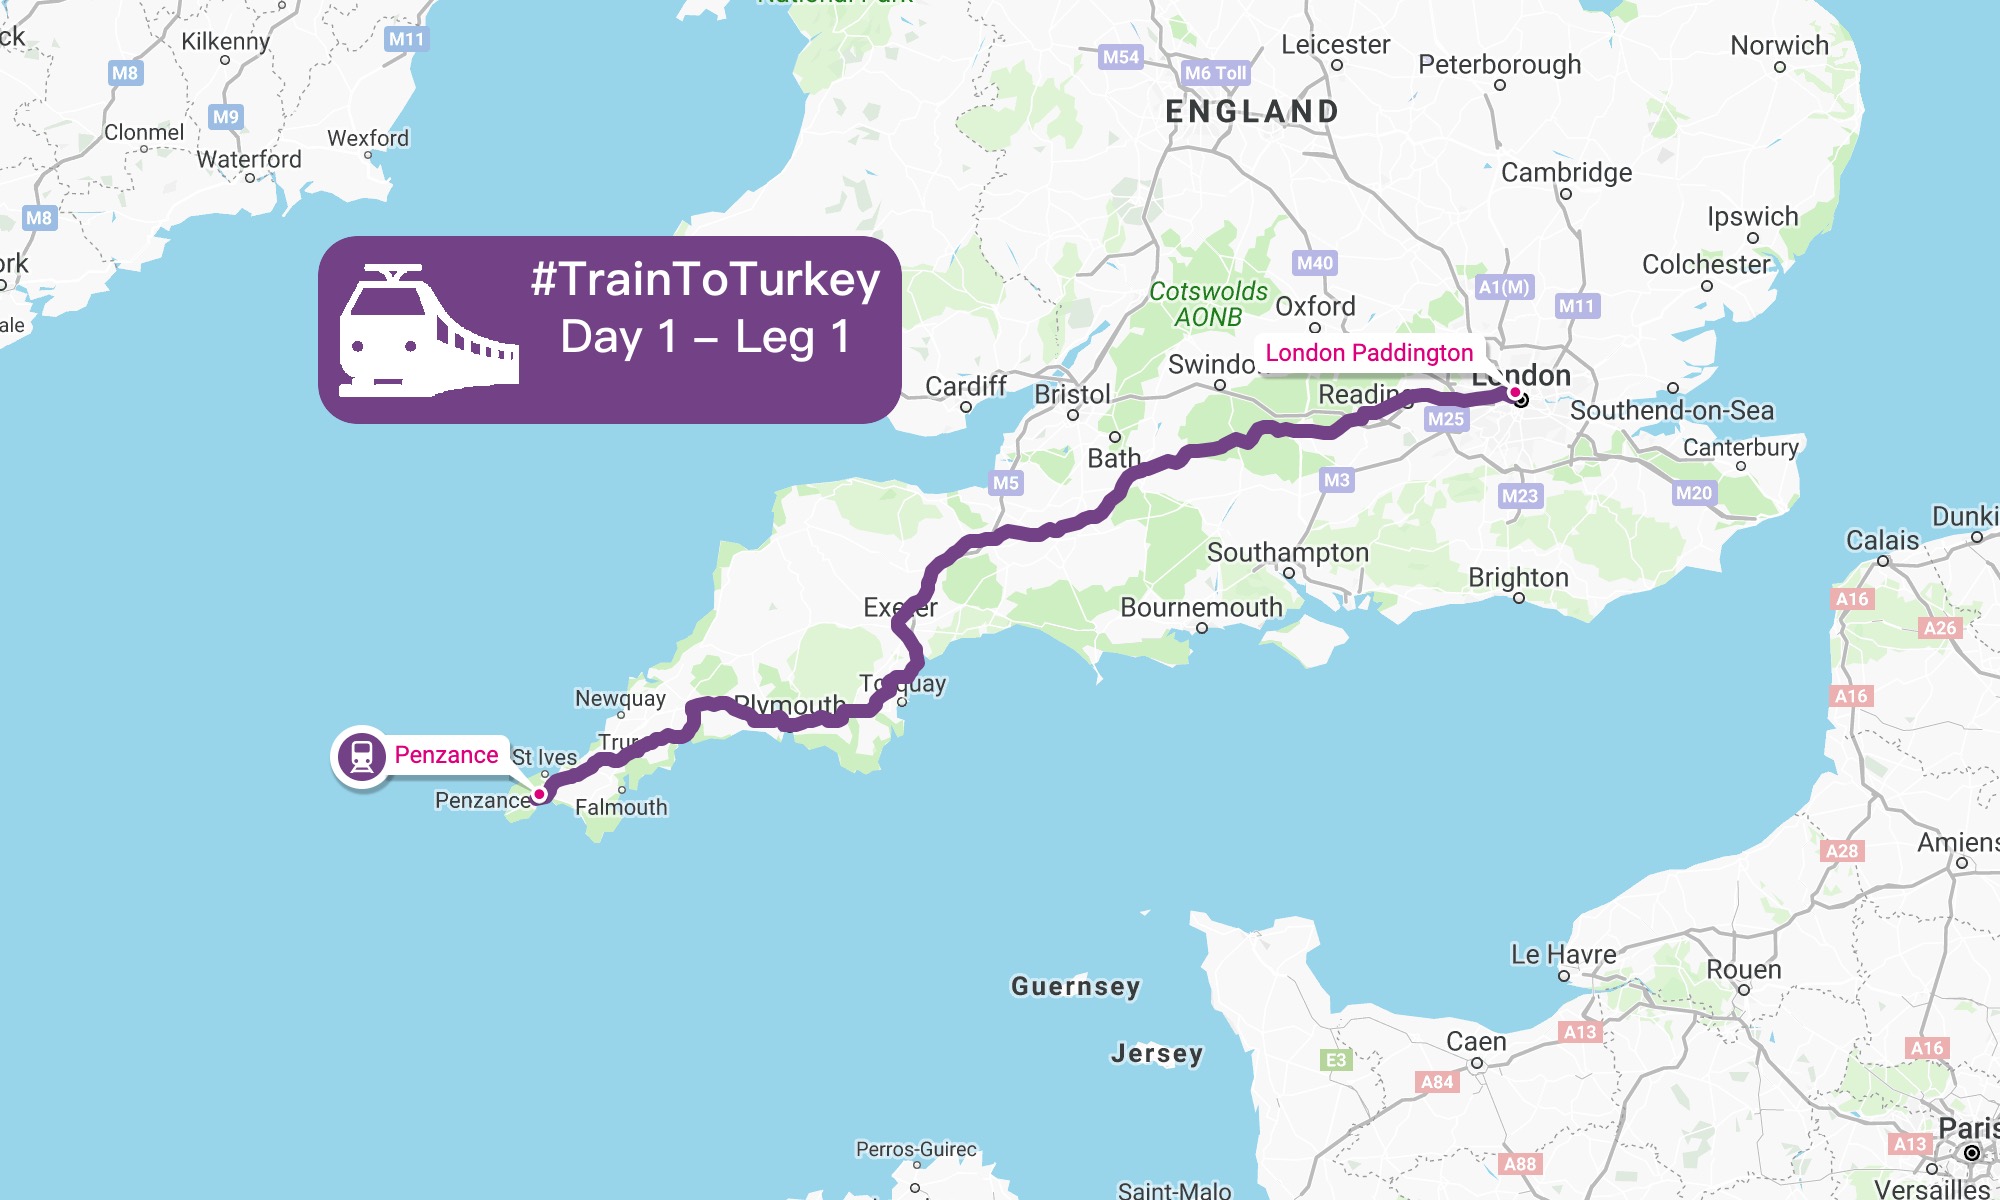 National Park
ck
Kilkenny
M11
M8
M9
Clonmel
Wexford
Waterford
M8
ork
ale
Leicester
Norwich
M54
M6 Toll
Peterborough
ENGLAND
Cambridge
Ipswich
Colchester
M40
A1(M)
M11
Cotswolds
AONB
Oxford
#TrainToTurkey
Day 1 – Leg 1
London Paddington
Swindo
London
Cardiff
Bristol
Reading
M25
Southend-on-Sea
Canterbury
Bath
M5
M3
M23
M20
Dunki
Calais
Southampton
Brighton
Bournemouth
Exeter
A16
A26
Torquay
Newquay
Plymouth
A16
Trur
Penzance
St Ives
Penzance
Falmouth
A28
Amiens
Le Havre
Rouen
Guernsey
Jersey
Caen
A13
E3
A16
A84
Paris
A13
Perros-Guirec
A88
Saint-Malo
Versailles